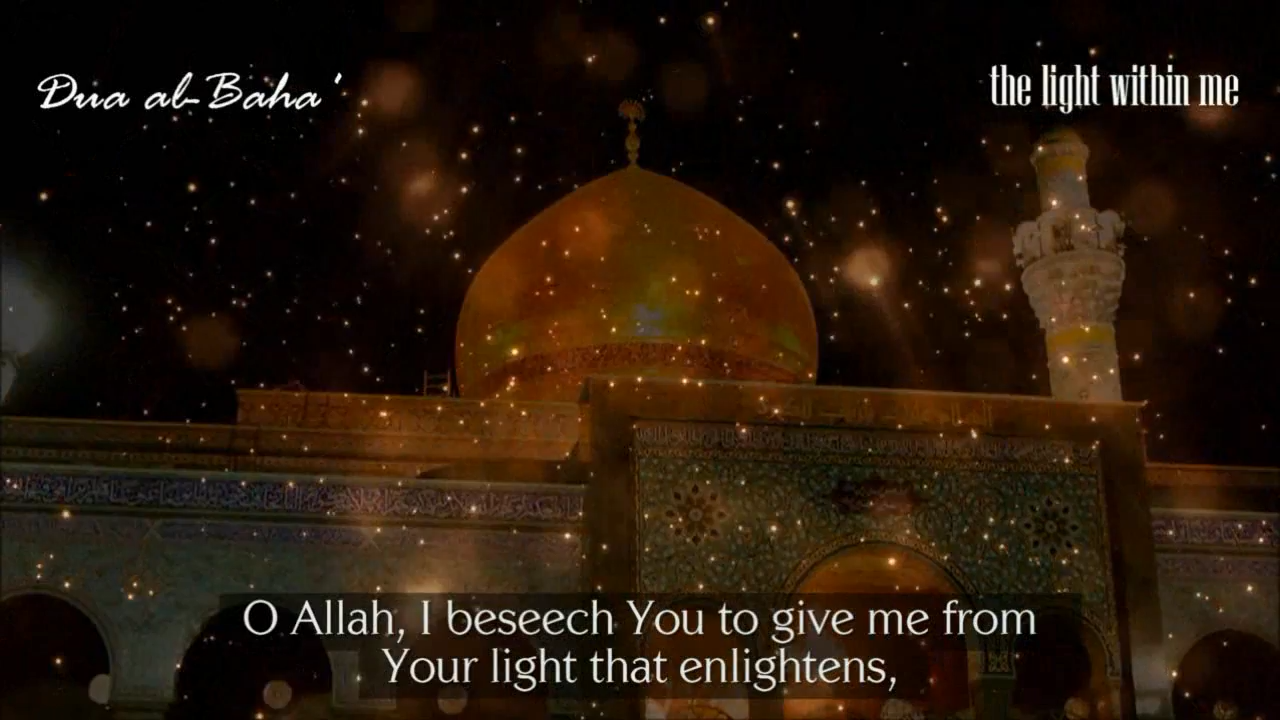 Dua al-Baha'
the light within me
O Allah, I beseech You to give me from
Your light that enlightens,